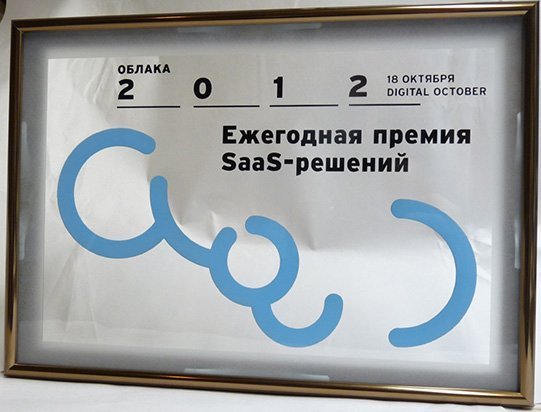 ОБЛАКА
2 0 1 2
18 ОКТЯБРЯ
DIGITAL OCTOBER
Ежегодная премия
SaaS-решений